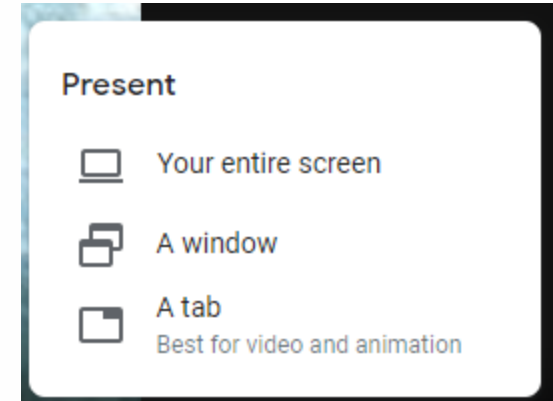 Present
Your entire screen
A window
A tab
Best for video and animation